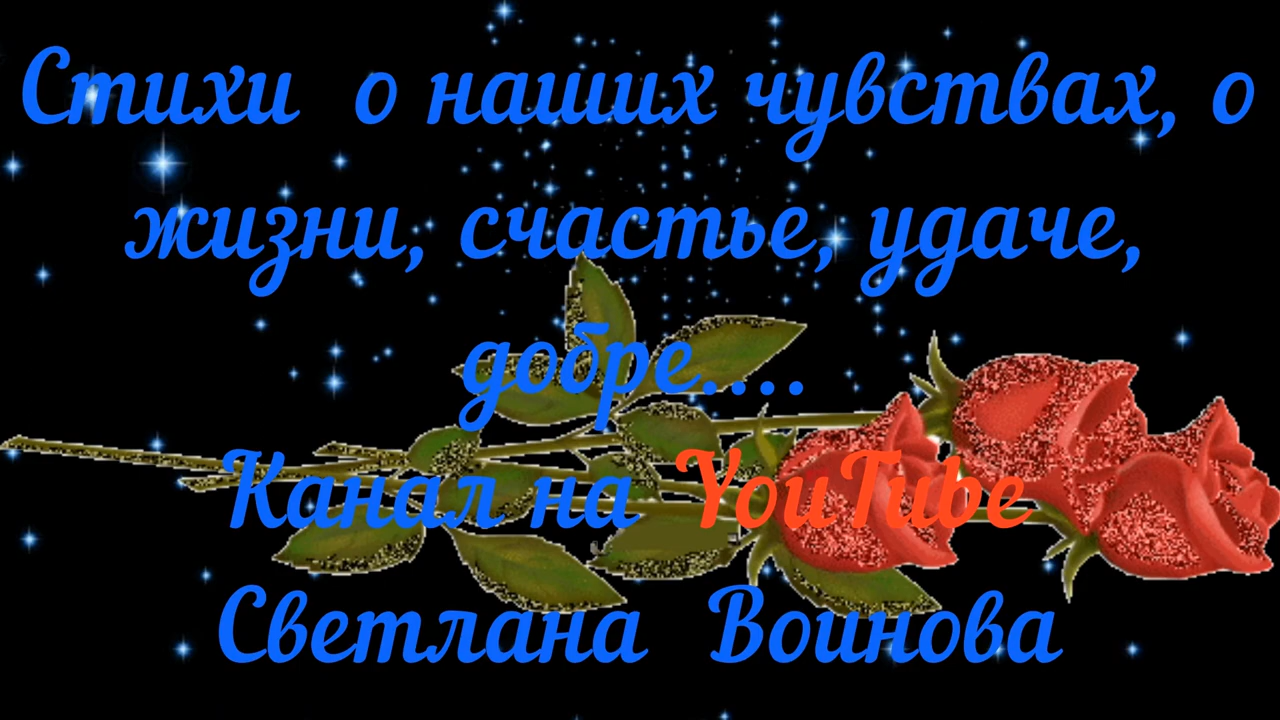 Стихи о наших чувствах, о
жизни, счастье, удаче,
добре....
Канал на YouTube
Светлана Воинова